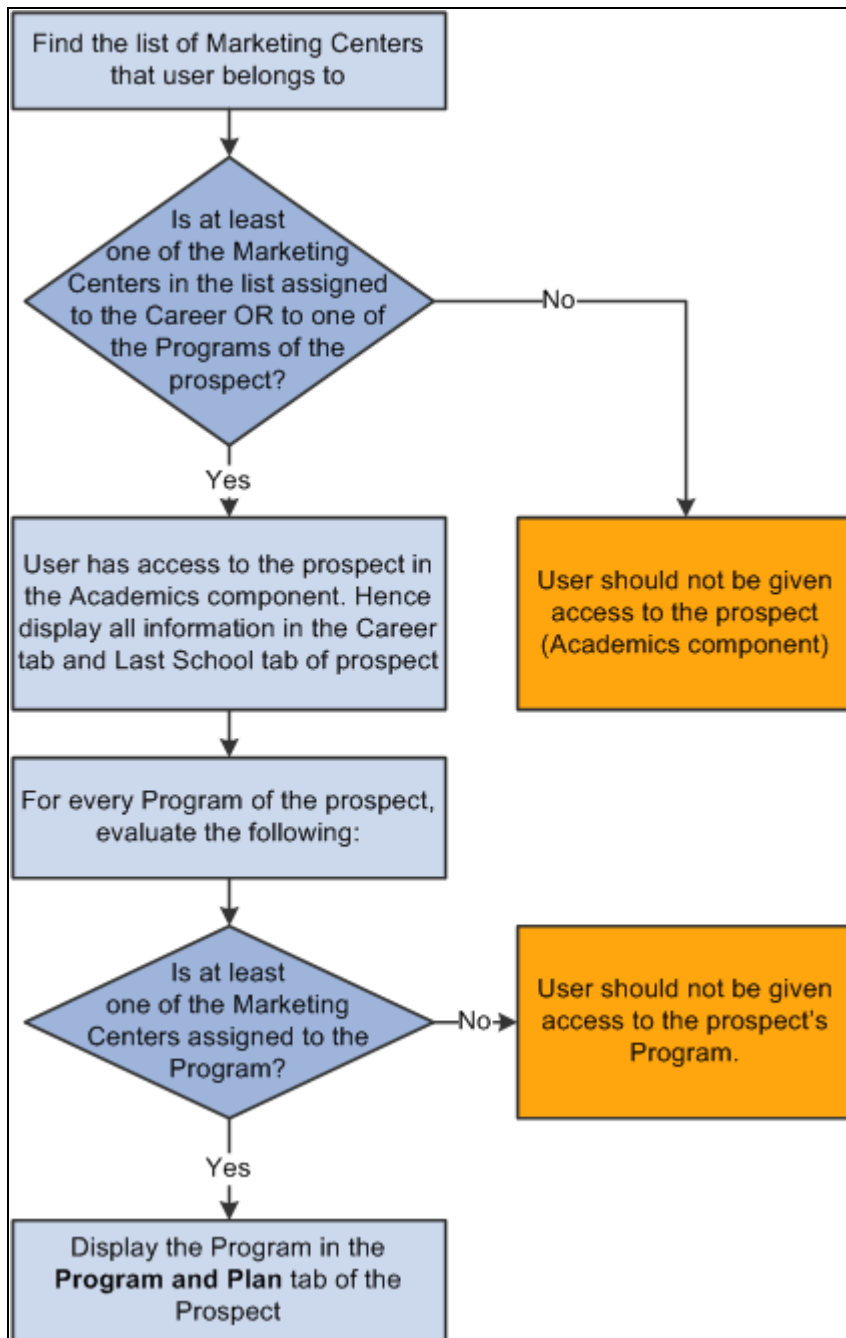 Find the list of Marketing Centers
that user belongs to
Is at least
one of the Marketing
Centers in the list assigned
to the Career OR to one of
the Programs of the
prospect?
No
Yes
User has access to the prospect in
the Academics component. Hence
display all information in the Career
tab and Last School tab of prospect
User should not be given
access to the prospect
(Academics component)
For every Program of the prospect,
evaluate the following:
Is at least
one of the Marketing
Centers assigned to the
Program?
No
User should not be given
access to the prospect's
Program.
Yes
Display the Program in the
Program and Plan tab of the
Prospect